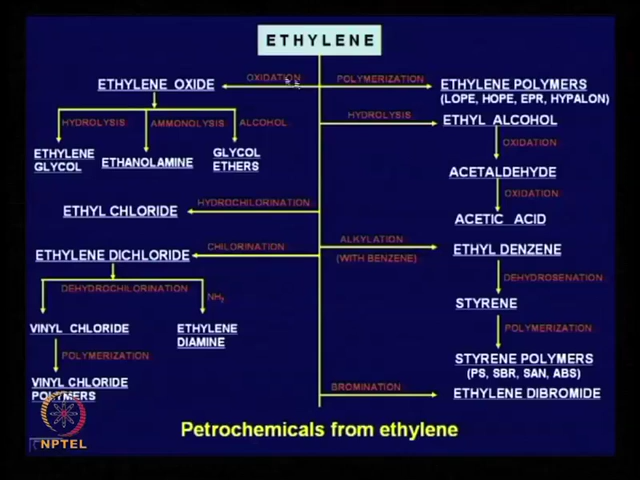 ETHYLENE
OXIDATION
POLYMERIZATION
ETHYLENE OXIDE
ETHYLENE POLYMERS
(LOPE, HOPE, EPR, HYPALON)
HYDROLYSIS
AMMONOLYSIS
ALCOHOL
HYDROLYSIS
ETHYL ALCOHOL
OXIDATION
ETHYLENE
GLYCOL
ETHANOLAMINE
GLYCOL
ETHERS
ACETALDEHYDE
OXIDATION
HYDROCHLORINATION
ETHYL CHLORIDE
ACETIC ACID
CHLORINATION
ETHYLENE DICHLORIDE
ALKYLATION
(WITH BENZENE)
ETHYL DENZENE
DEHYDROSENATION
DEHYDROCHLORINATION
NH₃
STYRENE
VINYL CHLORIDE
ETHYLENE
DIAMINE
POLYMERIZATION
POLYMERIZATION
STYRENE POLYMERS
(PS, SBR, SAN, ABS)
VINYL CHLORIDE
POLYMERS
BROMINATION
ETHYLENE DIBROMIDE
Petrochemicals from ethylene
NPTEL